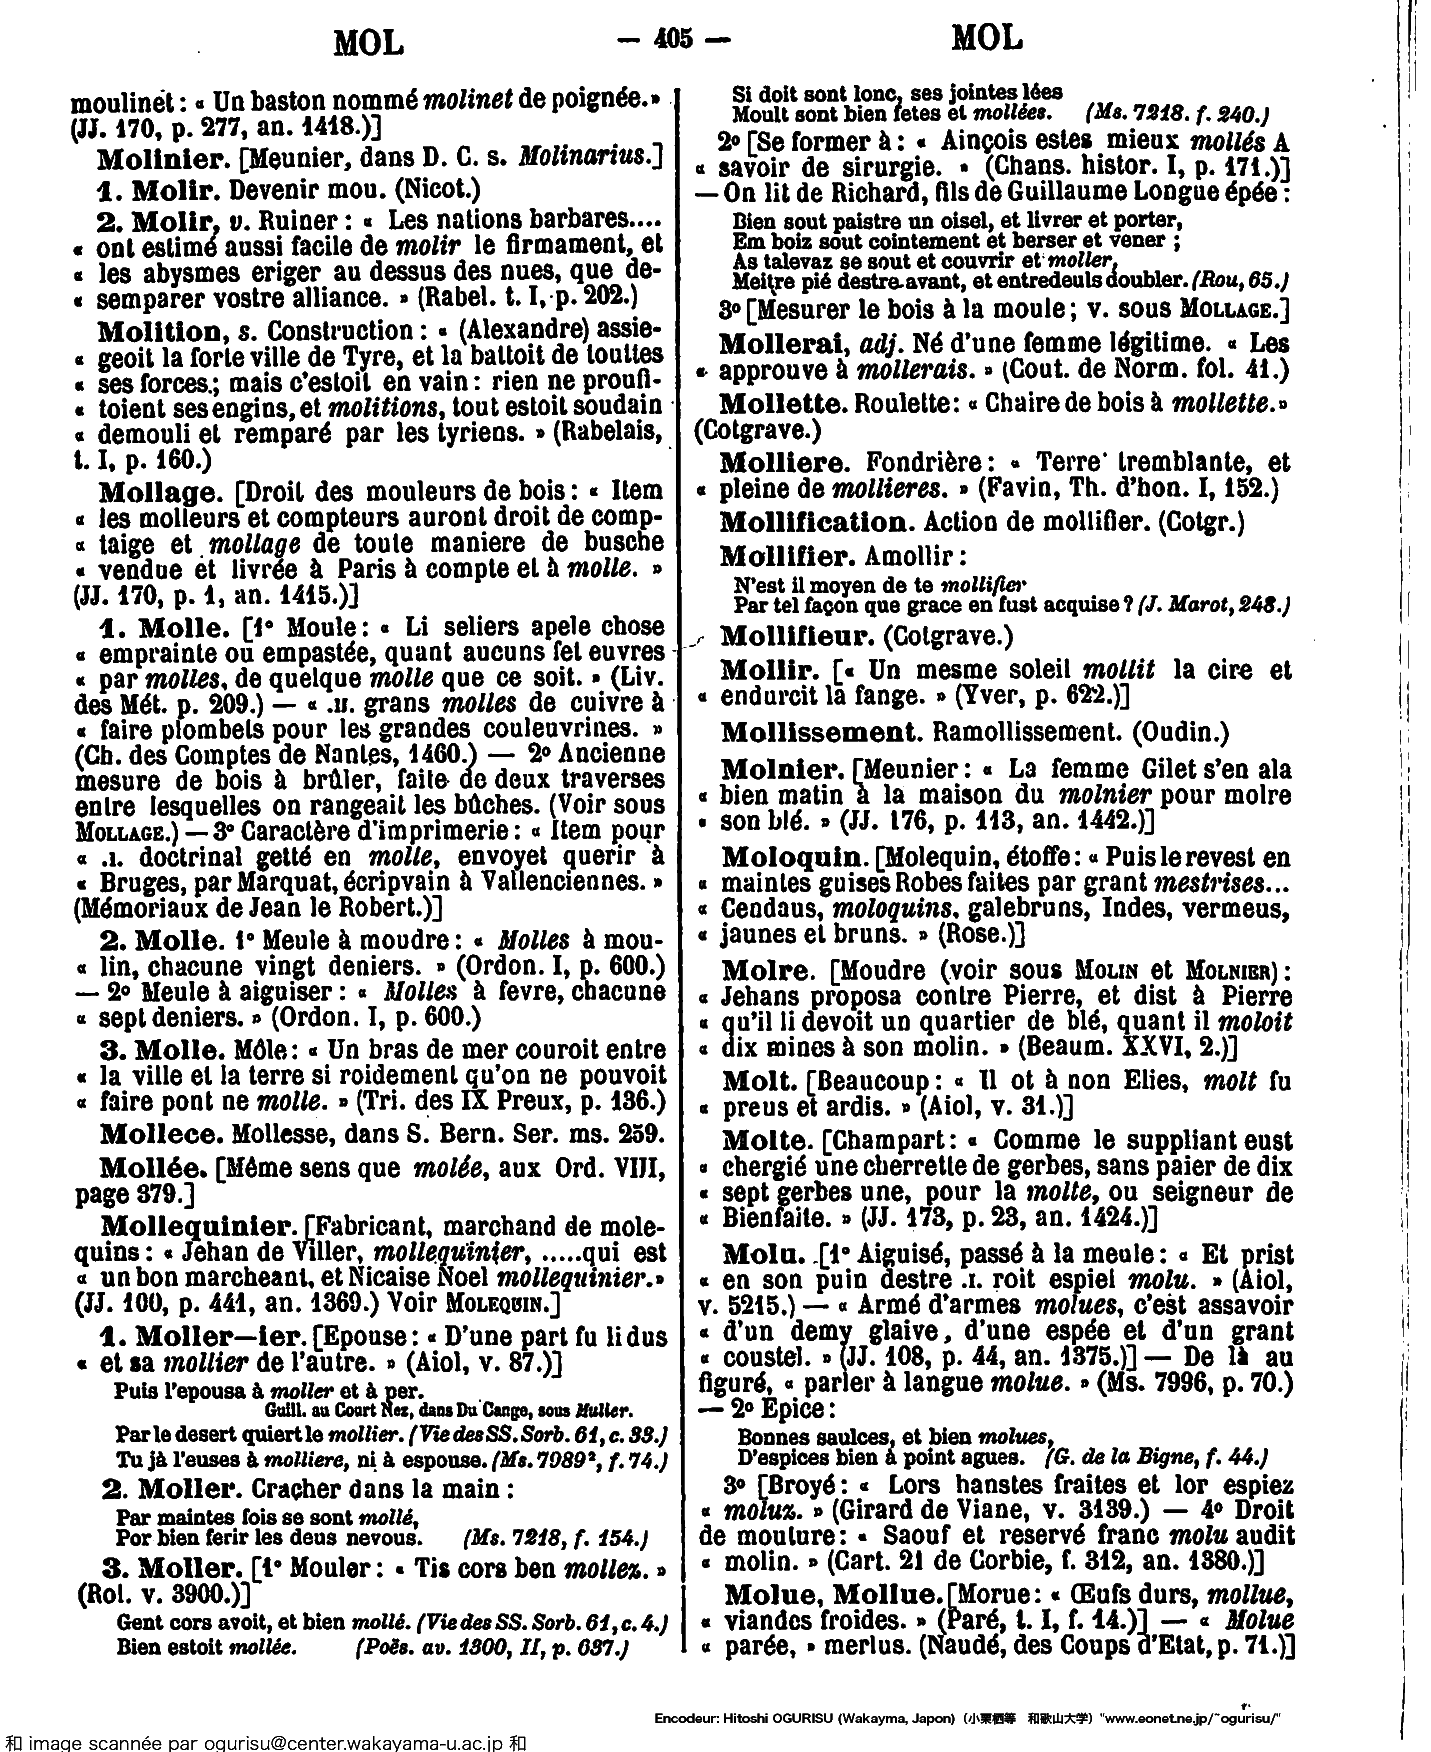 MOL — 405 — MOL
moulinet : « Un baston nommé molinet de poignée.»
(JJ. 170, p. 277, an. 1418.)]
Molinier. [Meunier, dans D. C. s. Molinarius.]
1. Molir. Devenir mou. (Nicot.)
2. Molir, v. Ruiner : « Les nations barbares....
« ont estimé aussi facile de molir le firmament, et
« les abysmes eriger au dessus des nues, que de-
« semparer vostre alliance. » (Rabel. t. I, p. 202.)
Molition, s. Construction : « (Alexandre) assie-
« geoit la forte ville de Tyre, et la battoit de touttes
« ses forces.; mais c'estoit en vain : rien ne proufi-
« toient ses engins, et molitions, tout estoit soudain
« demouli et remparé par les tyriens. » (Rabelais,
t. I, p. 160.)
Mollage. [Droit des mouleurs de bois : « Item
« les molleurs et compteurs auront droit de comp-
« taige et mollage de toute maniere de busche
« vendue et livrée à Paris à compte et à molle. »
(JJ. 170, p. 1, an. 1415.)]
1. Molle. [1° Moule : « Li seliers apele chose
« emprainte ou empastée, quant aucuns fet euvres
« par molles, de quelque molle que ce soit. » (Liv.
des Mét. p. 209.) — « .II. grans molles de cuivre à
« faire plombets pour les grandes couleuvrines. »
(Ch. des Comptes de Nantes, 1460.) — 2° Ancienne
mesure de bois à brûler, faite de deux traverses
entre lesquelles on rangeait les bûches. (Voir sous
MOLLAGE.) — 3° Caractère d'imprimerie : « Item pour
« .I. doctrinal getté en molle, envoyet querir à
« Bruges, par Marquat, écripvain à Vallenciennes. »
(Mémoriaux de Jean le Robert.)]
2. Molle. 1° Meule à moudre : « Molles à mou-
« lin, chacune vingt deniers. » (Ordon. I, p. 600.)
— 2° Meule à aiguiser : « Molles à fevre, chacune
« sept deniers. » (Ordon. I, p. 600.)
3. Molle. Môle : « Un bras de mer couroit entre
« la ville et la terre si roidement qu'on ne pouvoit
« faire pont ne molle. » (Tri. des IX Preux, p. 136.)
Mollece. Mollesse, dans S. Bern. Ser. ms. 259.
Mollée. [Même sens que molée, aux Ord. VIII,
page 379.]
Mollequinier. [Fabricant, marchand de mole-
quins : « Jehan de Viller, mollequinier, .....qui est
« un bon marcheant, et Nicaise Noel mollequinier.»
(JJ. 100, p. 441, an. 1369.) Voir MOLEQUIN.]
1. Moller—ier. [Epouse : « D'une part fu li dus
« et sa mollier de l'autre. » (Aiol, v. 87.)]
Puis l'epousa à moller et à per.
Guill. au Court Nez, dans Du Cange, sous Mulier.
Par le desert quiert le mollier. (Vie des SS. Sorb. 61, c. 33.)
Tu jà l'euses à molliere, ni à espouse. (Ms. 7989², f. 74.)
2. Moller. Cracher dans la main :
Par maintes fois se sont mollé,
Por bien ferir les deus nevous. (Ms. 7218, f. 154.)
3. Moller. [1° Mouler : « Tis cors ben mollez. »
(Rol. v. 3900.)]
Gent cors avoit, et bien mollé. (Vie des SS. Sorb. 61, c. 4.)
Bien estoit mollée. (Poës. av. 1300, II, p. 637.)
Si doit sont lonc, ses jointes lées
Moult sont bien fetes et mollées. (Ms. 7218. f. 240.)
2° [Se former à : « Ainçois estes mieux mollés A
« savoir de sirurgie. » (Chans. histor. I, p. 171.)]
— On lit de Richard, fils de Guillaume Longue épée :
Bien sout paistre un oisel, et livrer et porter,
Em boiz sout cointement et berser et vener ;
As talevaz se sout et couvrir et moller,
Meitre pié destre avant, et entredeuls doubler. (Rou, 65.)
3° [Mesurer le bois à la moule ; v. sous MOLLAGE.]
Mollerai, adj. Né d'une femme légitime. « Les
« approuve à mollerais. » (Cout. de Norm. fol. 41.)
Mollette. Roulette : « Chaire de bois à mollette.»
(Cotgrave.)
Molliere. Fondrière : « Terre tremblante, et
« pleine de mollieres. » (Favin, Th. d'hon. I, 152.)
Mollification. Action de mollifier. (Cotgr.)
Mollifier. Amollir :
N'est il moyen de te mollifier
Par tel façon que grace en fust acquise ? (J. Marot, 248.)
Mollifieur. (Cotgrave.)
Mollir. [« Un mesme soleil mollit la cire et
« endurcit la fange. » (Yver, p. 622.)]
Mollissement. Ramollissement. (Oudin.)
Molnier. [Meunier : « La femme Gilet s'en ala
« bien matin à la maison du molnier pour molre
« son blé. » (JJ. 176, p. 113, an. 1442.)]
Moloquin. [Molequin, étoffe : « Puis le revest en
« maintes guises Robes faites par grant mestrises...
« Cendaus, moloquins, galebruns, Indes, vermeus,
« jaunes et bruns. » (Rose.)]
Molre. [Moudre (voir sous MOLIN et MOLNIER) :
« Jehans proposa contre Pierre, et dist à Pierre
« qu'il li devoit un quartier de blé, quant il moloit
« dix mines à son molin. » (Beaum. XXVI, 2.)]
Molt. [Beaucoup : « Il ot à non Elies, molt fu
« preus et ardis. » (Aiol, v. 31.)]
Molte. [Champart : « Comme le suppliant eust
« chergié une cherrette de gerbes, sans paier de dix
« sept gerbes une, pour la molte, ou seigneur de
« Bienfaite. » (JJ. 173, p. 23, an. 1424.)]
Molu. [1° Aiguisé, passé à la meule : « Et prist
« en son puin destre .I. roit espiel molu. » (Aiol,
v. 5215.) — « Armé d'armes molues, c'est assavoir
« d'un demy glaive, d'une espée et d'un grant
« coustel. » (JJ. 108, p. 44, an. 1375.)] — De là au
figuré, « parler à langue molue. » (Ms. 7996, p. 70.)
— 2° Epice :
Bonnes saulces, et bien molues,
D'espices bien à point agues. (G. de la Bigne, f. 44.)
3° [Broyé : « Lors hanstes fraites et lor espiez
« moluz. » (Girard de Viane, v. 3139.) — 4° Droit
de mouture : « Saouf et reservé franc molu audit
« molin. » (Cart. 21 de Corbie, f. 312, an. 1380.)]
Molue, Mollue. [Morue : « Œufs durs, mollue,
« viandes froides. » (Paré, t. I, f. 14.)] — « Molue
« parée, » merlus. (Naudé, des Coups d'Etat, p. 71.)]
Encodeur: Hitoshi OGURISU (Wakayma, Japon) (小栗栖等 和歌山大学) "www.eonet.ne.jp/~ogurisu/"
和 image scannée par ogurisu@center.wakayama-u.ac.jp 和